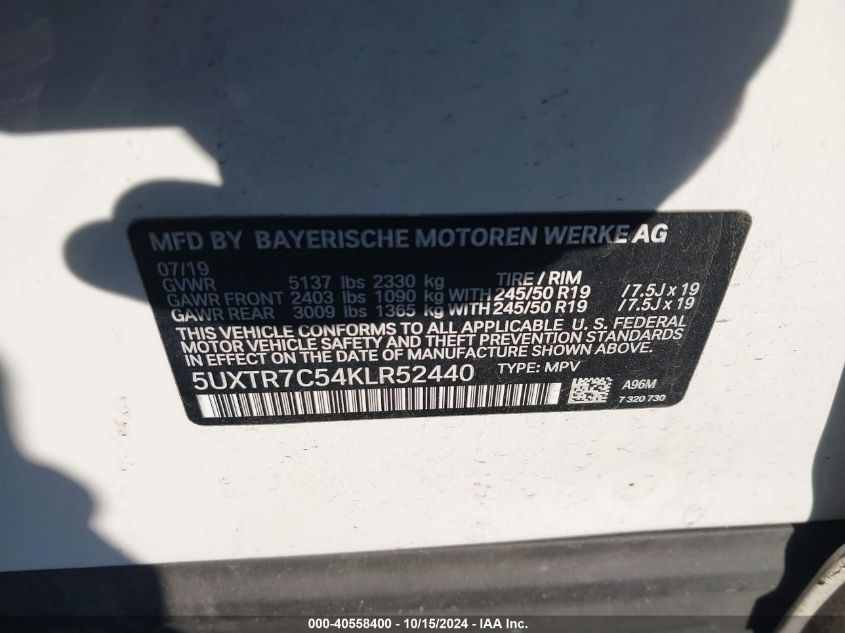 MFD BY BAYERISCHE MOTOREN WERKE AG
07/19
GVWR 5137 lbs 2330 kg TIRE / RIM
GAWR FRONT 2403 lbs 1090 kg WITH 245/50 R19 /7.5J x 19
GAWR REAR 3009 lbs 1365 kg WITH 245/50 R19 /7.5J x 19
THIS VEHICLE CONFORMS TO ALL APPLICABLE U. S. FEDERAL
MOTOR VEHICLE SAFETY AND THEFT PREVENTION STANDARDS
IN EFFECT ON THE DATE OF MANUFACTURE SHOWN ABOVE.
5UXTR7C54KLR52440 TYPE: MPV
A96M
7 320 730
000-40558400 - 10/15/2024 - IAA Inc.